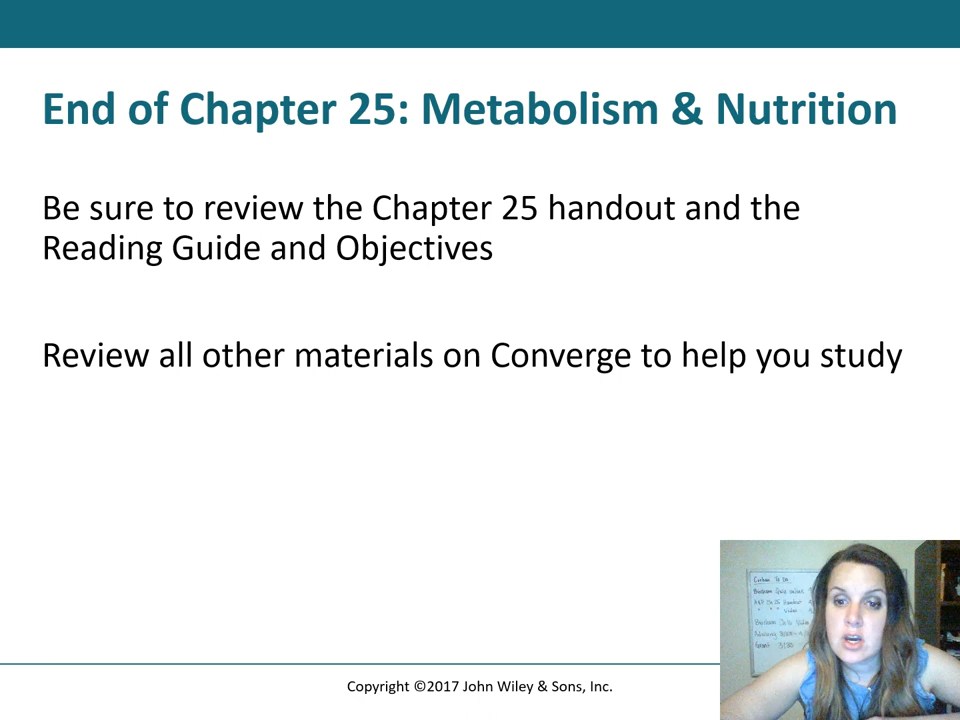 End of Chapter 25: Metabolism & Nutrition
Be sure to review the Chapter 25 handout and the
Reading Guide and Objectives
Review all other materials on Converge to help you study
Copyright ©2017 John Wiley & Sons, Inc.